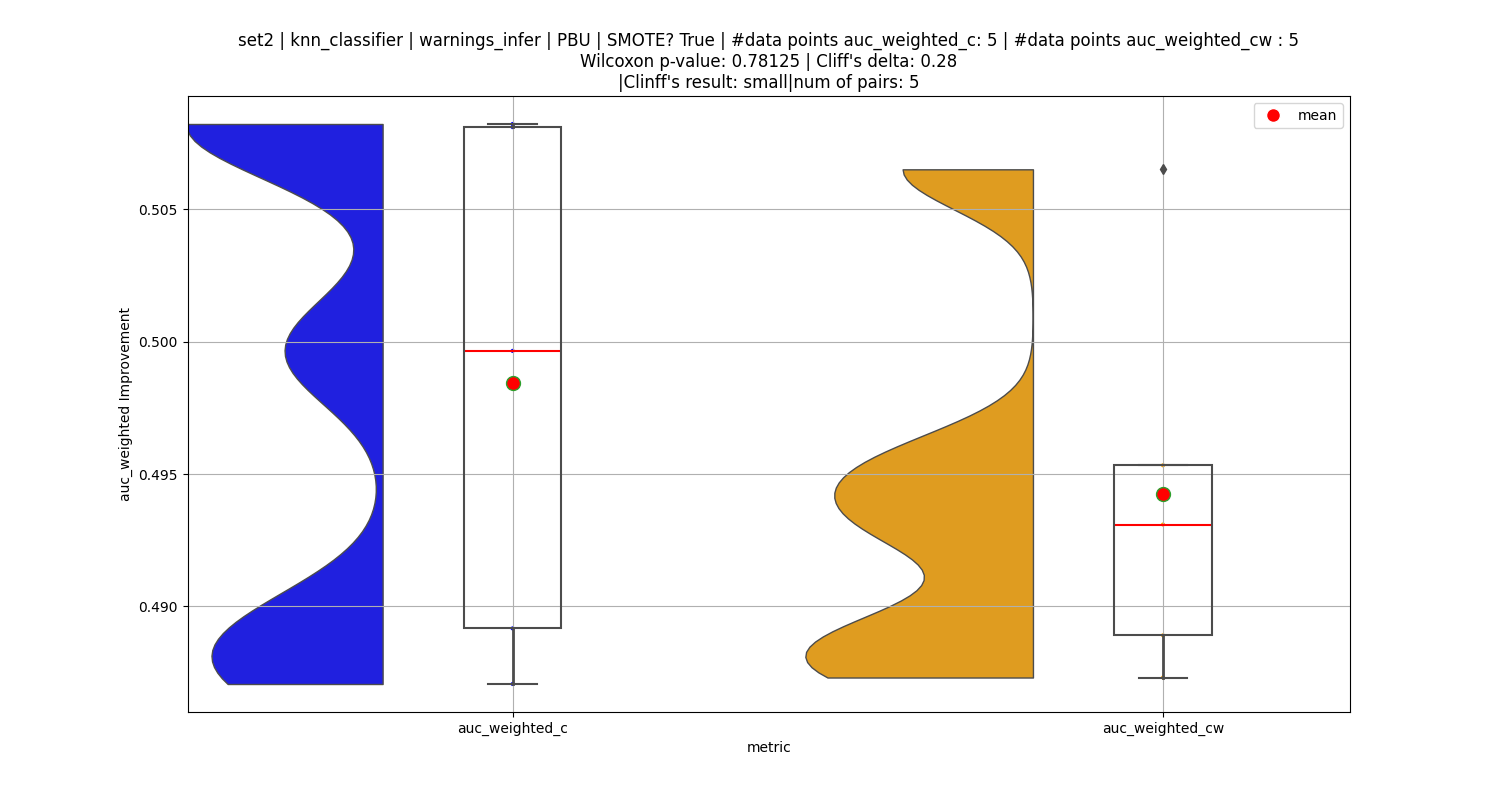 set2 | knn_classifier | warnings_infer | PBU | SMOTE? True | #data points auc_weighted_c: 5 | #data points auc_weighted_cw : 5
Wilcoxon p-value: 0.78125 | Cliff's delta: 0.28
|Clinff's result: small|num of pairs: 5
mean
0.505
0.500
0.495
0.490
auc_weighted Improvement
auc_weighted_c
auc_weighted_cw
metric